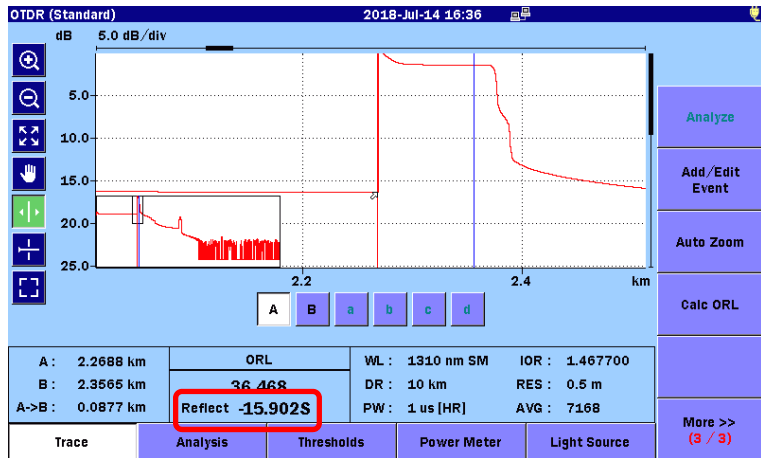 OTDR (Standard) 2018-Jul-14 16:36
dB 5.0 dB/div
5.0
10.0
15.0
20.0
25.0
2.2 2.4 km
A B a b c d
Analyze
Add/Edit
Event
Auto Zoom
Calc ORL
More >>
(3 / 3)
A : 2.2688 km
B : 2.3565 km
A->B : 0.0877 km
ORL
36.468
Reflect -15.902S
WL : 1310 nm SM IOR : 1.467700
DR : 10 km RES : 0.5 m
PW : 1 us [HR] AVG : 7168
Trace Analysis Thresholds Power Meter Light Source